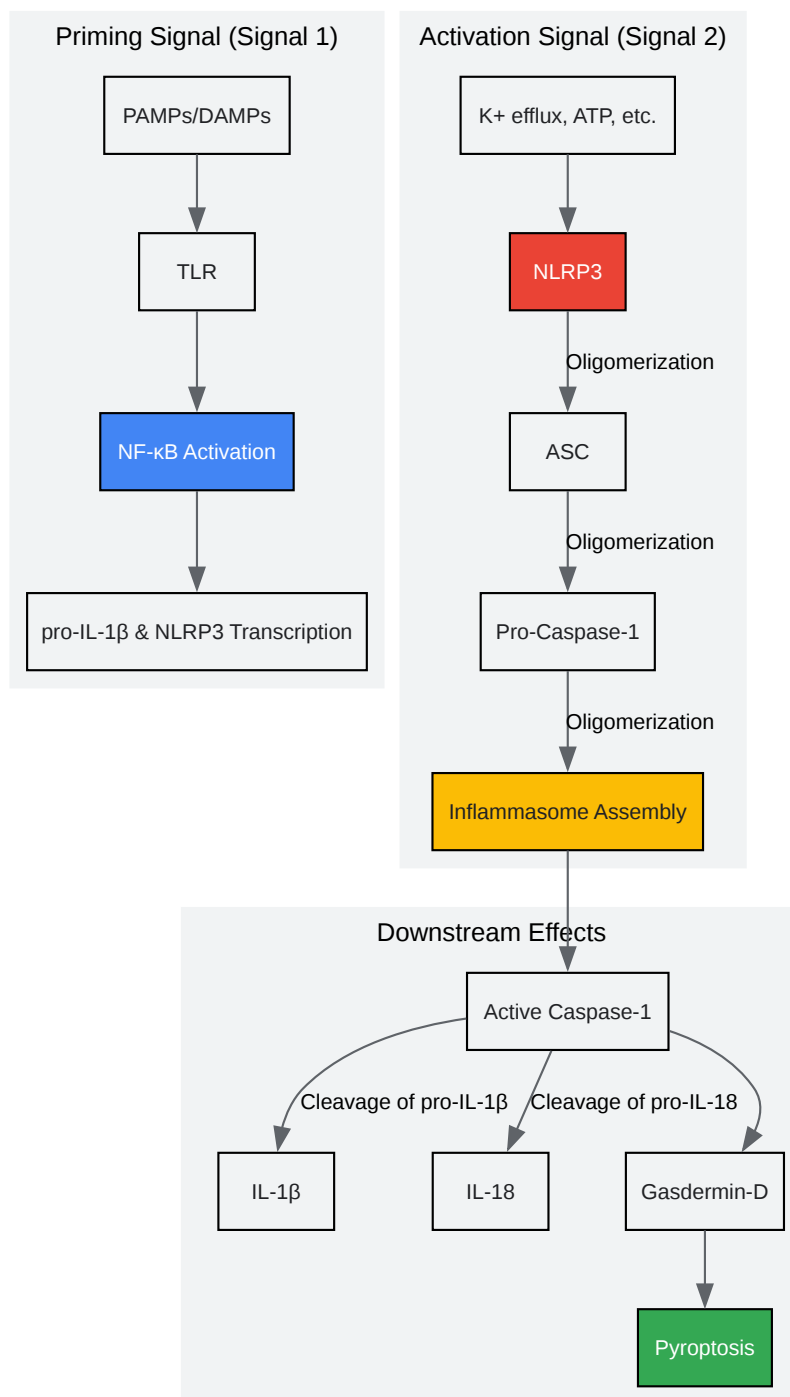 Priming Signal (Signal 1)
PAMPs/DAMPs
TLR
NF-κB Activation
pro-IL-1β & NLRP3 Transcription
Activation Signal (Signal 2)
K+ efflux, ATP, etc.
NLRP3
Oligomerization
ASC
Oligomerization
Pro-Caspase-1
Oligomerization
Inflammasome Assembly
Downstream Effects
Active Caspase-1
Cleavage of pro-IL-1β
Cleavage of pro-IL-18
IL-1β
IL-18
Gasdermin-D
Pyroptosis